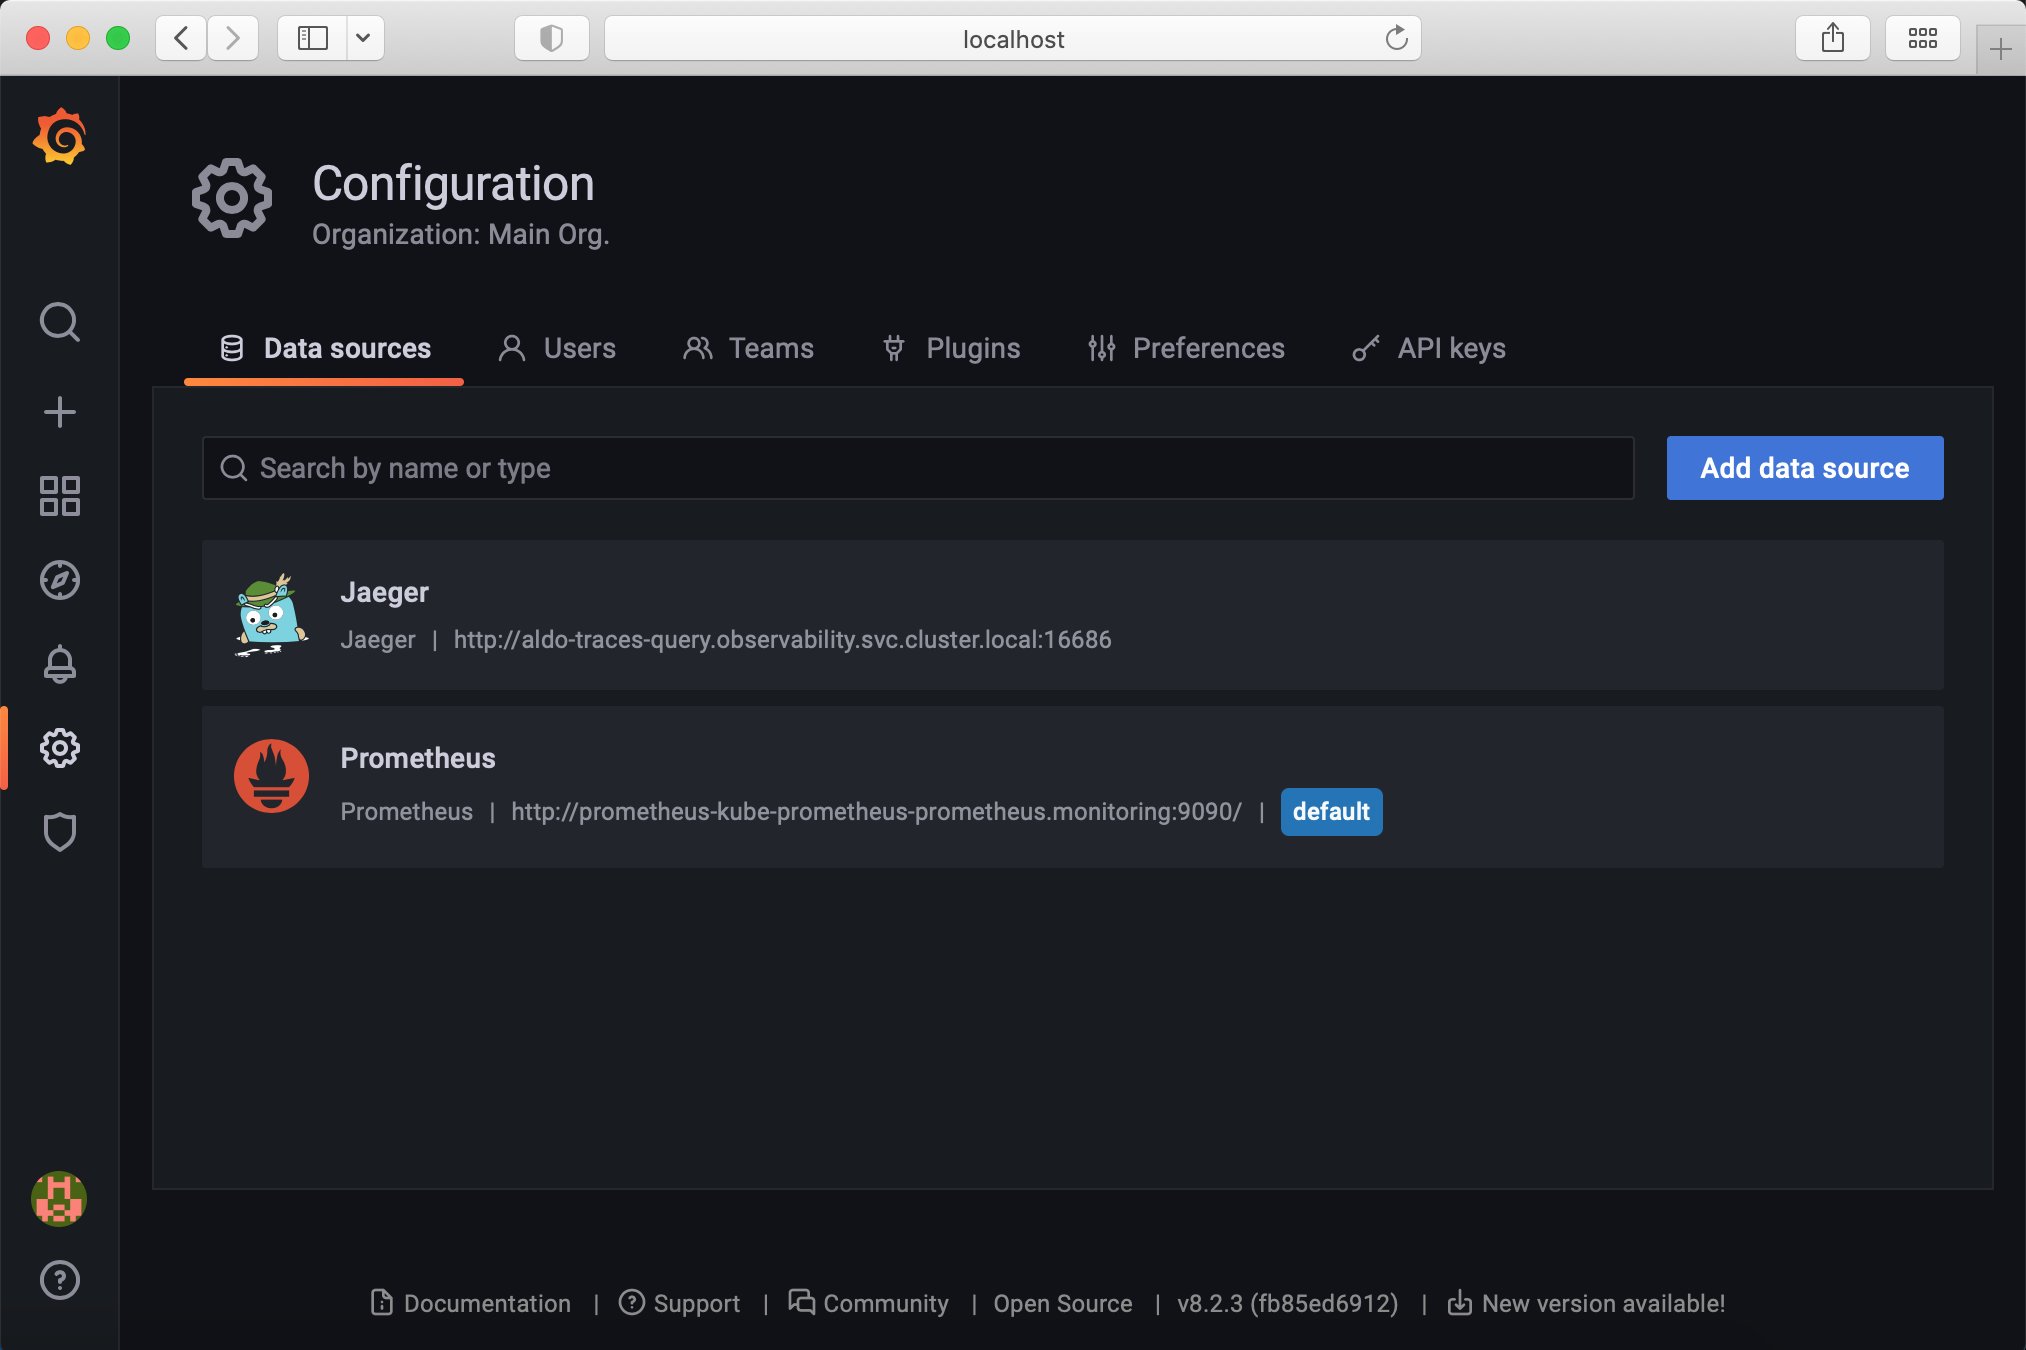 localhost
Configuration
Organization: Main Org.
Data sources Users Teams Plugins Preferences API keys
Search by name or type Add data source
Jaeger
Jaeger | http://aldo-traces-query.observability.svc.cluster.local:16686
Prometheus
Prometheus | http://prometheus-kube-prometheus-prometheus.monitoring:9090/ | default
Documentation | Support | Community | Open Source | v8.2.3 (fb85ed6912) | New version available!